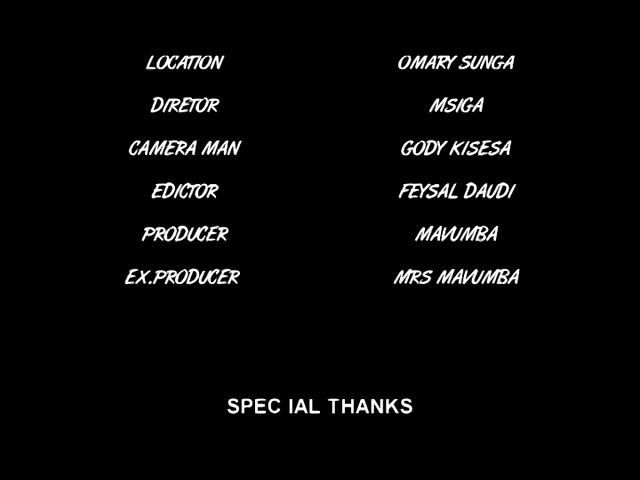 LOCATION OMARY SUNGA
DIRETOR MSIGA
CAMERA MAN GODY KISESA
EDICTOR FEYSAL DAUDI
PRODUCER MAVUMBA
EX.PRODUCER MRS MAVUMBA
SPEC IAL THANKS